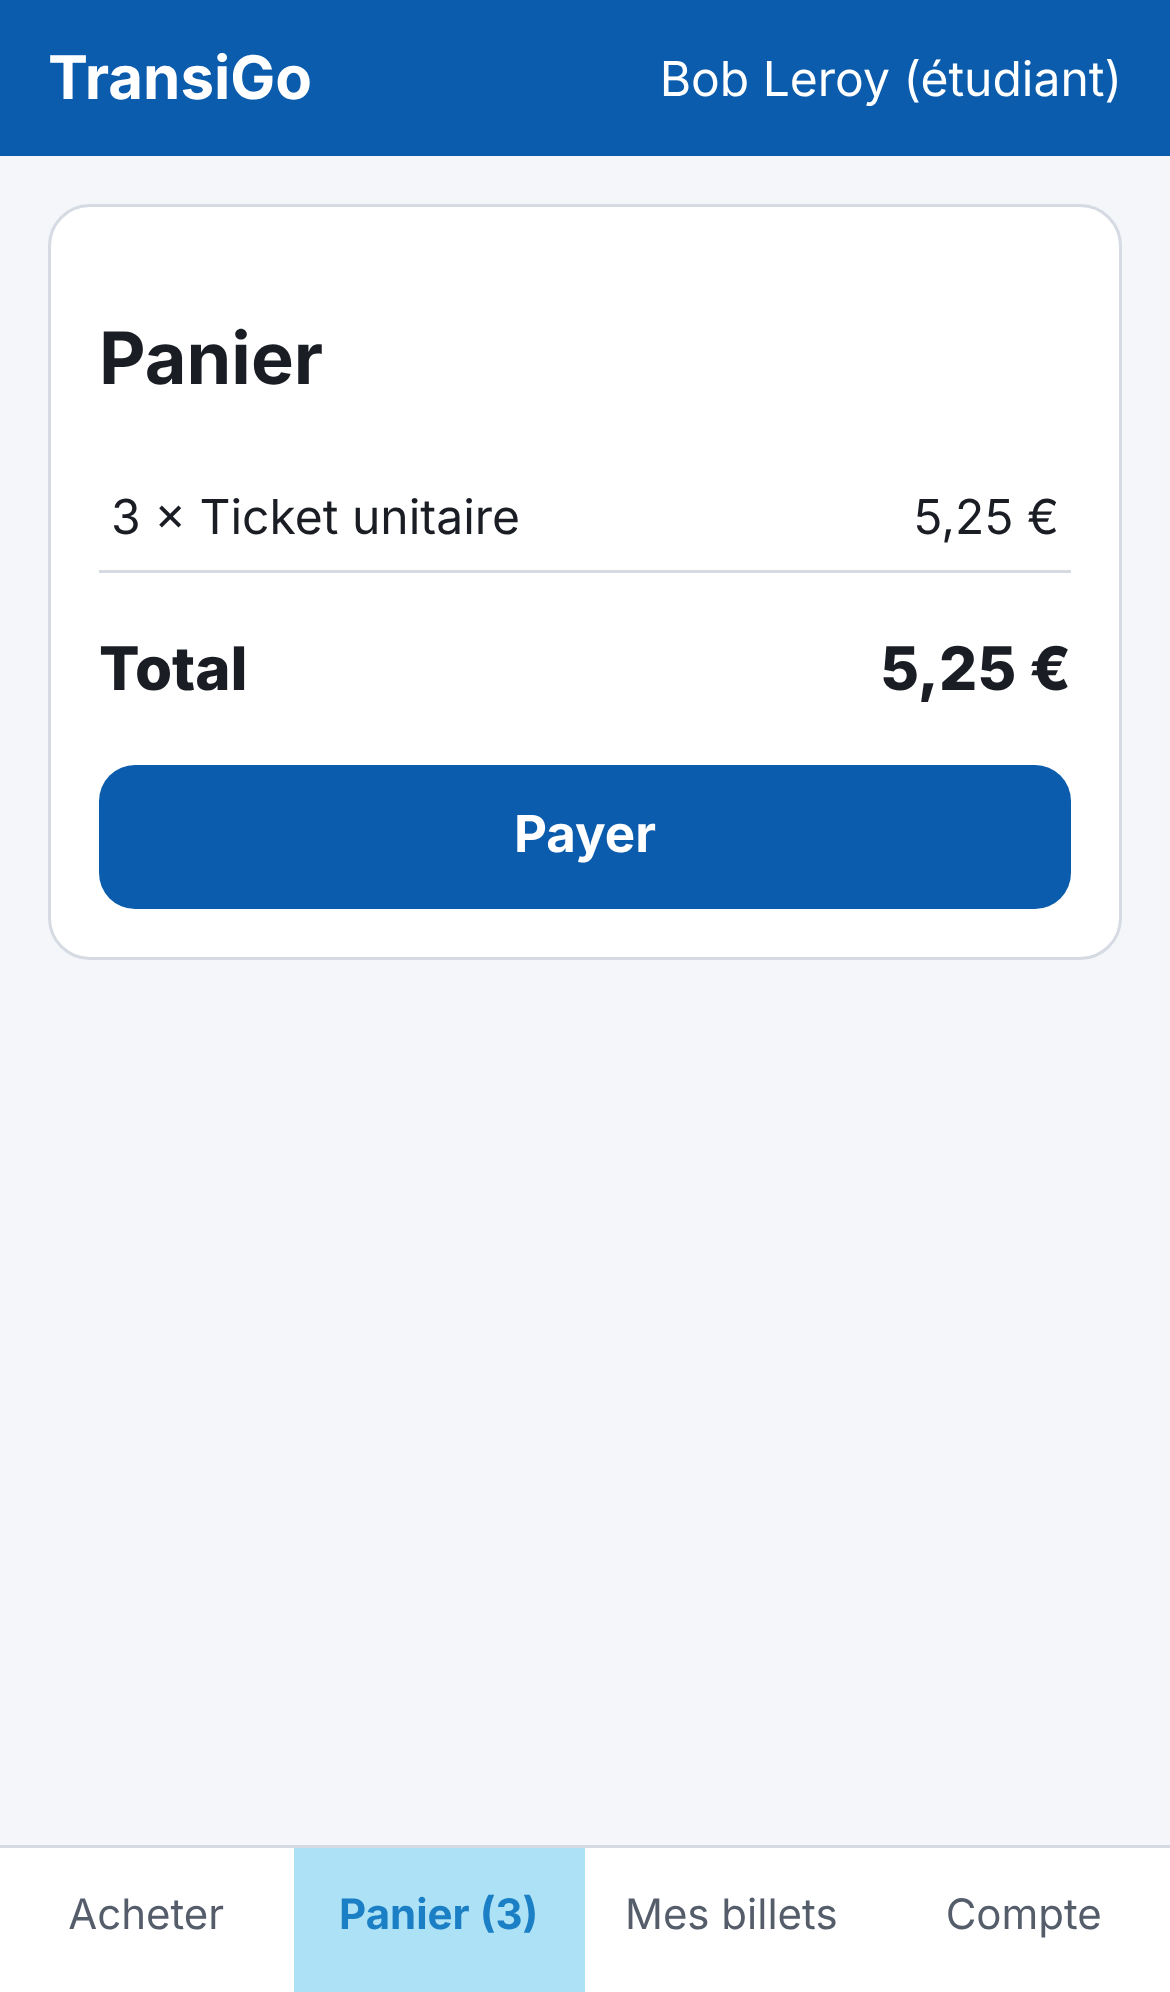 TransiGo
Bob Leroy (étudiant)
Panier
3 × Ticket unitaire 5,25 €
Total 5,25 €
Payer
Acheter
Panier (3)
Mes billets
Compte